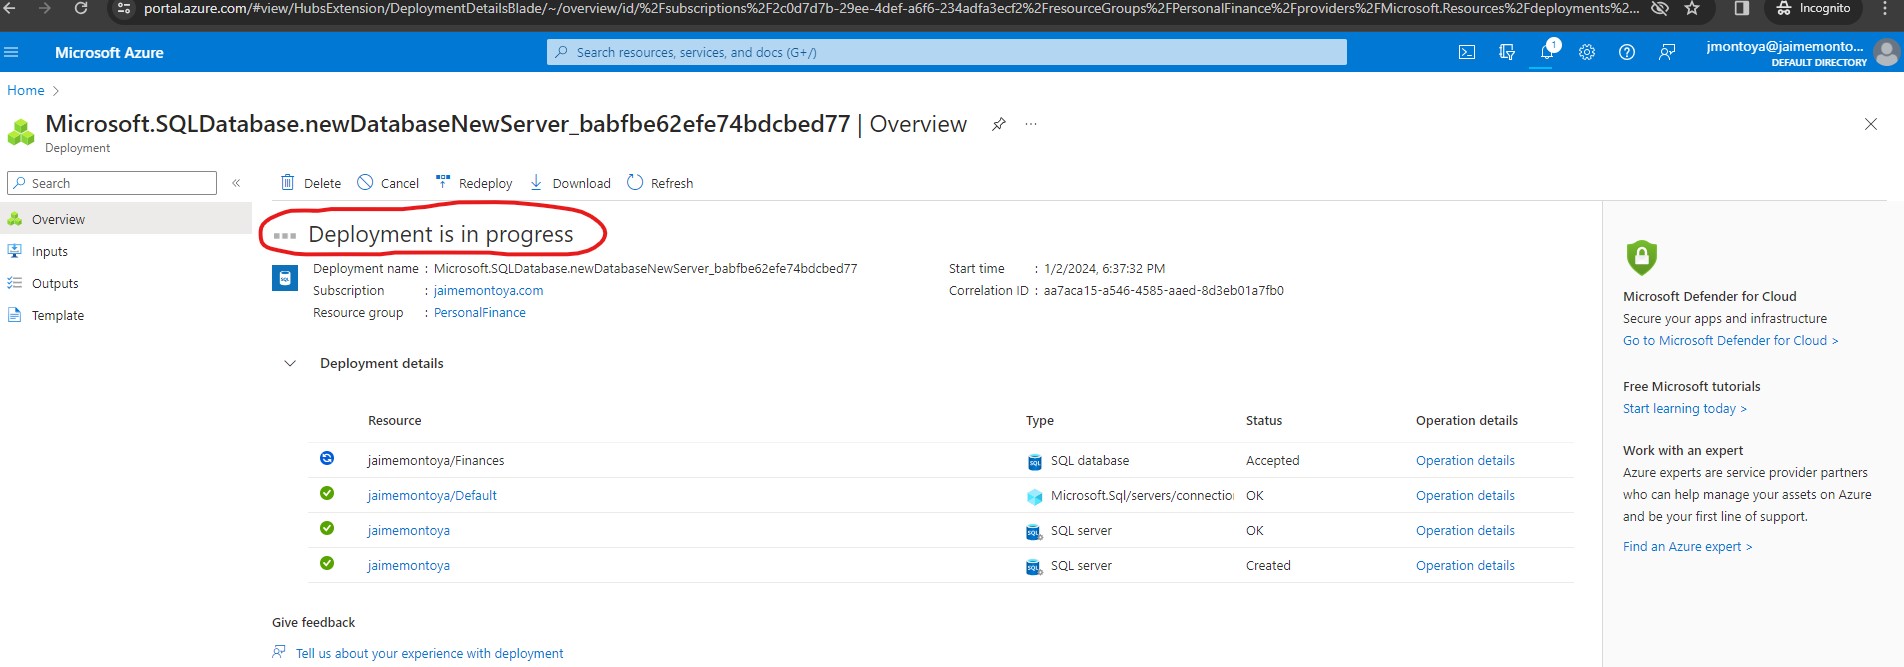 portal.azure.com/#view/HubsExtension/DeploymentDetailsBlade/~/overview/id/%2Fsubscriptions%2F2c0d7d7b-29ee-4def-a6f6-234adfa3ecf2%2FresourceGroups%2FPersonalFinance%2Fproviders%2FMicrosoft.Resources%2Fdeployments%2... Incognito
Microsoft Azure Search resources, services, and docs (G+/) 1 jmontoya@jaimemonto...
DEFAULT DIRECTORY
Home >
Microsoft.SQLDatabase.newDatabaseNewServer_babfbe62efe74bdcbed77 | Overview ...
Deployment
Search « Delete Cancel Redeploy Download Refresh
Overview
Inputs
Outputs
Template
Deployment is in progress
Deployment name : Microsoft.SQLDatabase.newDatabaseNewServer_babfbe62efe74bdcbed77 Start time : 1/2/2024, 6:37:32 PM
Subscription : jaimemontoya.com Correlation ID : aa7aca15-a546-4585-aaed-8d3eb01a7fb0
Resource group : PersonalFinance
Deployment details
Resource Type Status Operation details
jaimemontoya/Finances SQL database Accepted Operation details
jaimemontoya/Default Microsoft.Sql/servers/connectio Operation details OK
jaimemontoya SQL server OK Operation details
jaimemontoya SQL server Created Operation details
Give feedback
Tell us about your experience with deployment
Microsoft Defender for Cloud
Secure your apps and infrastructure
Go to Microsoft Defender for Cloud >
Free Microsoft tutorials
Start learning today >
Work with an expert
Azure experts are service provider partners
who can help manage your assets on Azure
and be your first line of support.
Find an Azure expert >